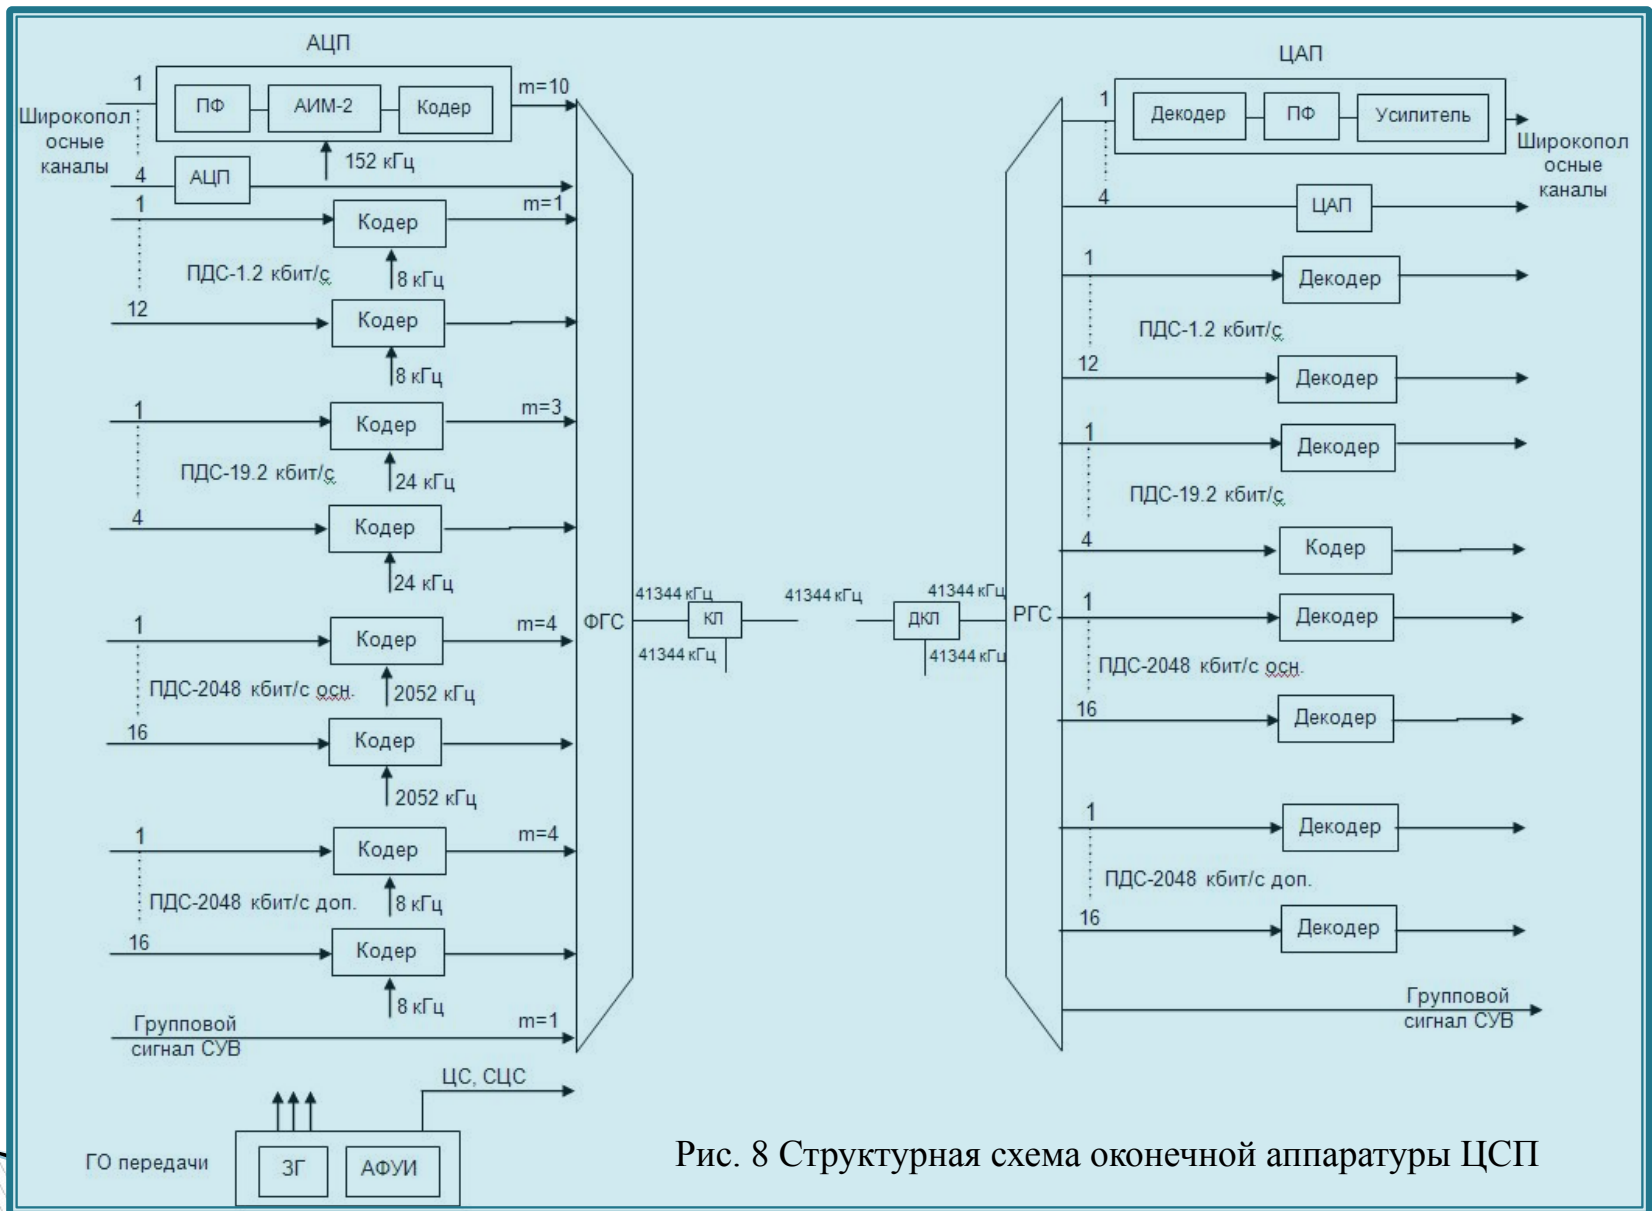 АЦП
1
ПФ
АИМ-2
Кодер
m=10
Широкопол
осные
каналы
152 кГц
4
АЦП
1
Кодер
m=1
ПДС-1.2 кбит/с
8 кГц
12
Кодер
8 кГц
1
Кодер
m=3
ПДС-19.2 кбит/с
24 кГц
4
Кодер
24 кГц
1
Кодер
m=4
ПДС-2048 кбит/с осн.
2052 кГц
16
Кодер
2052 кГц
1
Кодер
m=4
ПДС-2048 кбит/с доп.
8 кГц
16
Кодер
8 кГц
Групповой
сигнал СУВ
m=1
ЦС, СЦС
ГО передачи
ЗГ
АФУИ
ФГС
41344 кГц
КЛ
41344 кГц
41344 кГц
ДКЛ
41344 кГц
41344 кГц
РГС
ЦАП
1
Декодер
ПФ
Усилитель
Широкопол
осные
каналы
4
ЦАП
1
Декодер
ПДС-1.2 кбит/с
12
Декодер
1
Декодер
ПДС-19.2 кбит/с
4
Кодер
1
Декодер
ПДС-2048 кбит/с осн.
16
Декодер
1
Декодер
ПДС-2048 кбит/с доп.
16
Декодер
Групповой
сигнал СУВ
Рис. 8 Структурная схема оконечной аппаратуры ЦСП